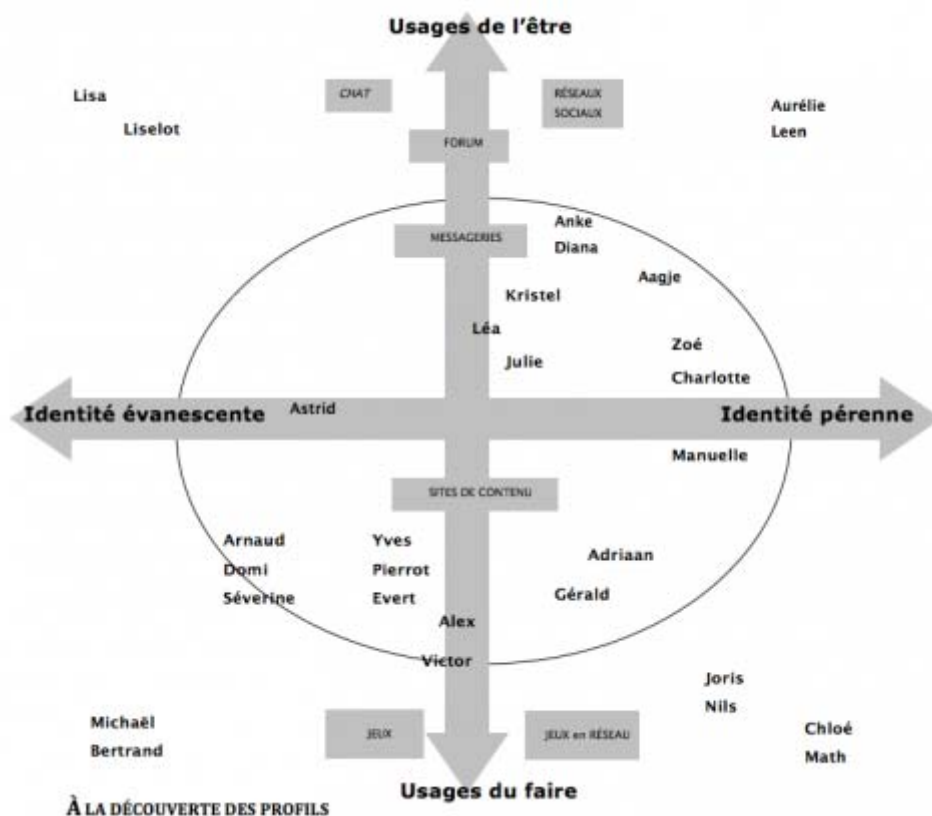 Usages de l'être
Lisa
CHAT
RÉSEAUX
SOCIAUX
Aurélie
Liselot
Leen
FORUM
Anke
MESSAGERIES
Diana
Aagje
Kristel
Léa
Zoé
Julie
Charlotte
Identité évanescente
Astrid
Identité pérenne
Manuelle
SITES DE CONTENU
Arnaud
Yves
Adriaan
Domi
Pierrot
Séverine
Evert
Gérald
Alex
Victor
Joris
Nils
Michaël
JEUX
JEUX en RÉSEAU
Chloé
Bertrand
Math
Usages du faire
À LA DÉCOUVERTE DES PROFILS